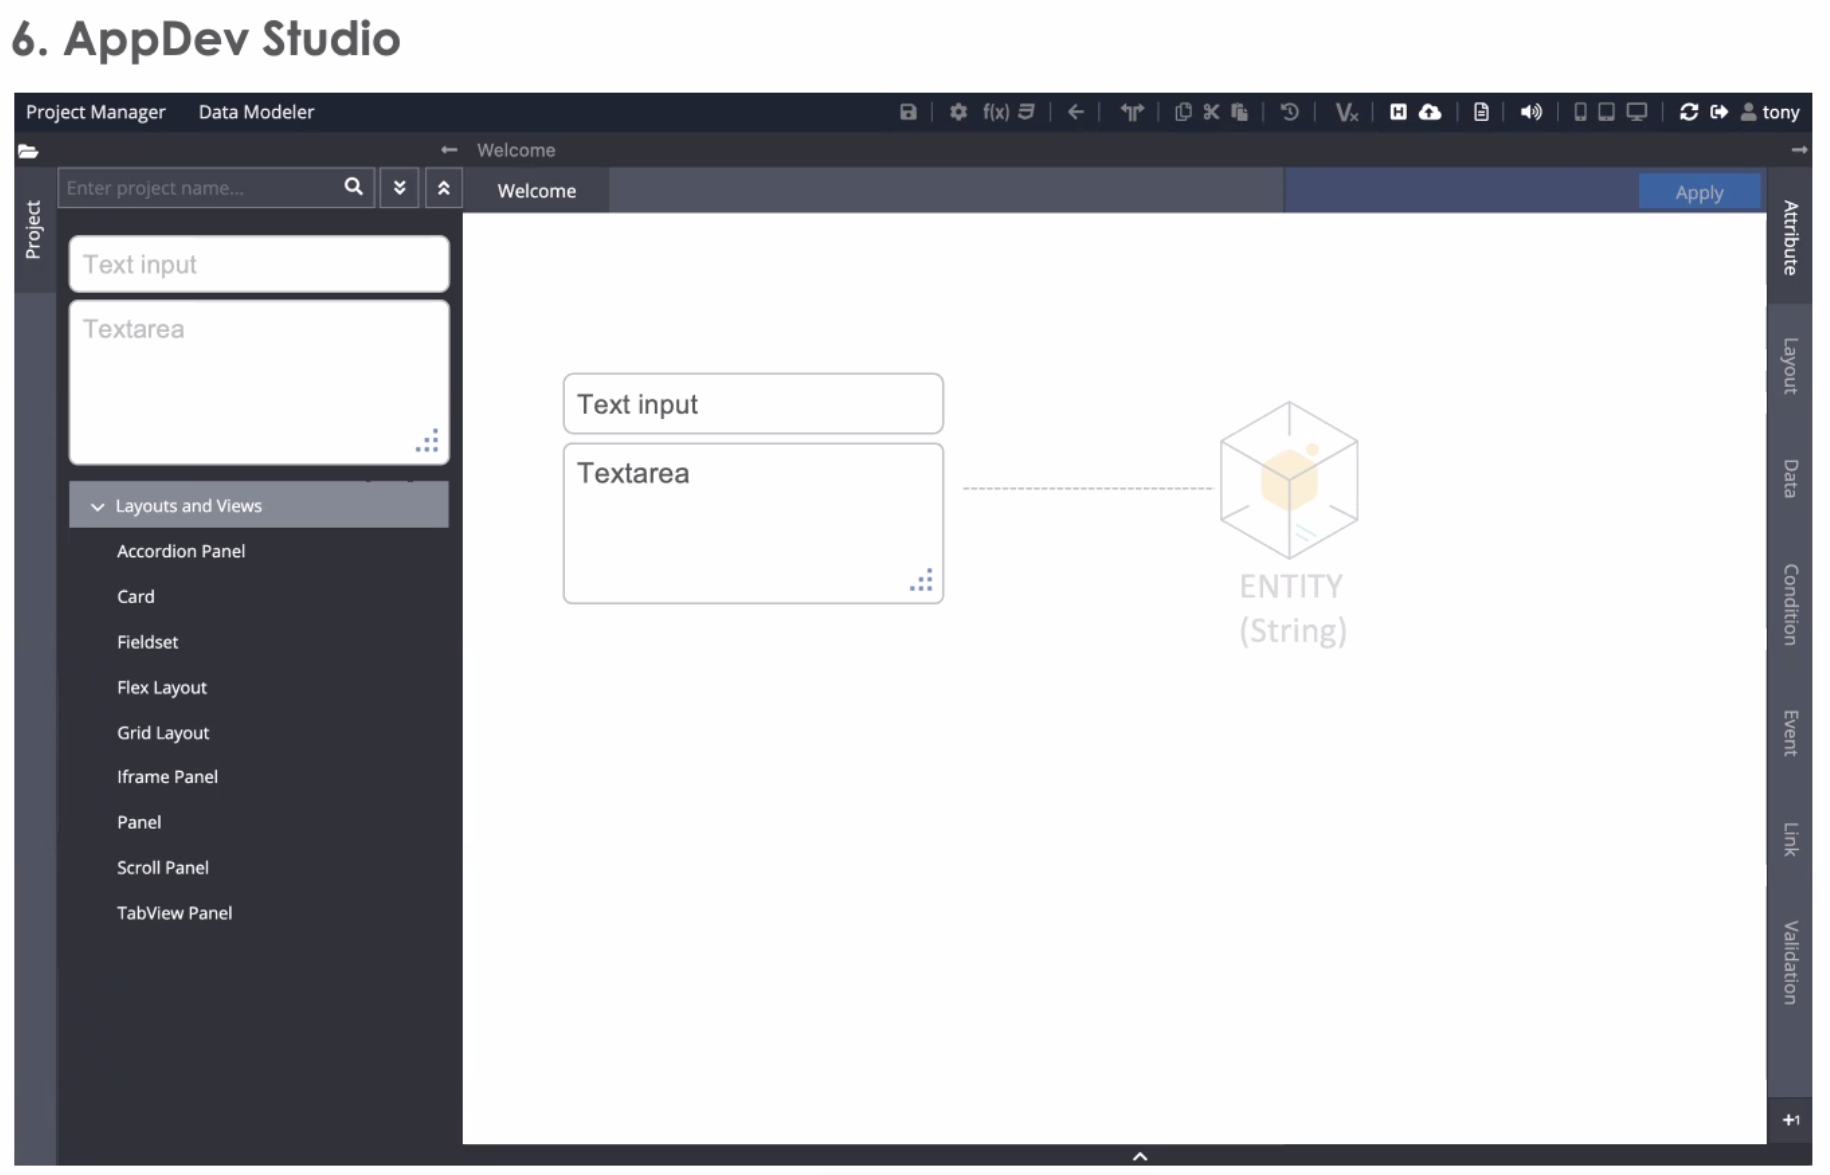 6. AppDev Studio
Project Manager Data Modeler f(x) Vx H tony
Welcome
Enter project name...
Welcome
Apply
Project
Text input
Textarea
Layouts and Views
Accordion Panel
Card
Fieldset
Flex Layout
Grid Layout
Iframe Panel
Panel
Scroll Panel
TabView Panel
Text input
Textarea
ENTITY
(String)
Attribute
Layout
Data
Condition
Event
Link
Validation
+1